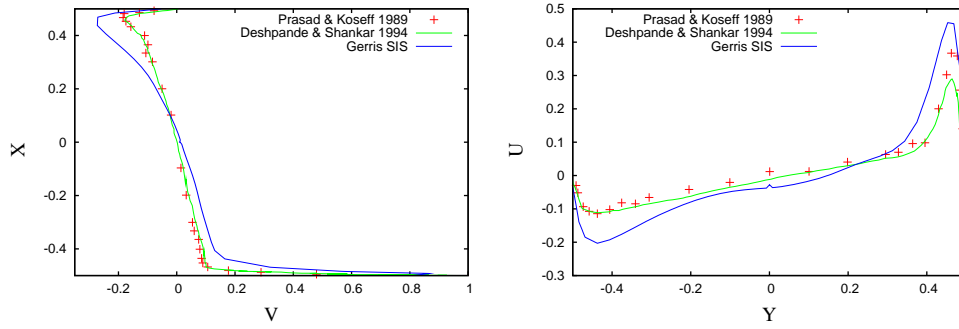 Prasad & Koseff 1989
Deshpande & Shankar 1994
Gerris SIS
0.4
0.2
0
-0.2
-0.4
X
-0.2 0 0.2 0.4 0.6 0.8 1
V
Prasad & Koseff 1989
Deshpande & Shankar 1994
Gerris SIS
0.5
0.4
0.3
0.2
0.1
0
-0.1
-0.2
-0.3
U
-0.4 -0.2 0 0.2 0.4
Y